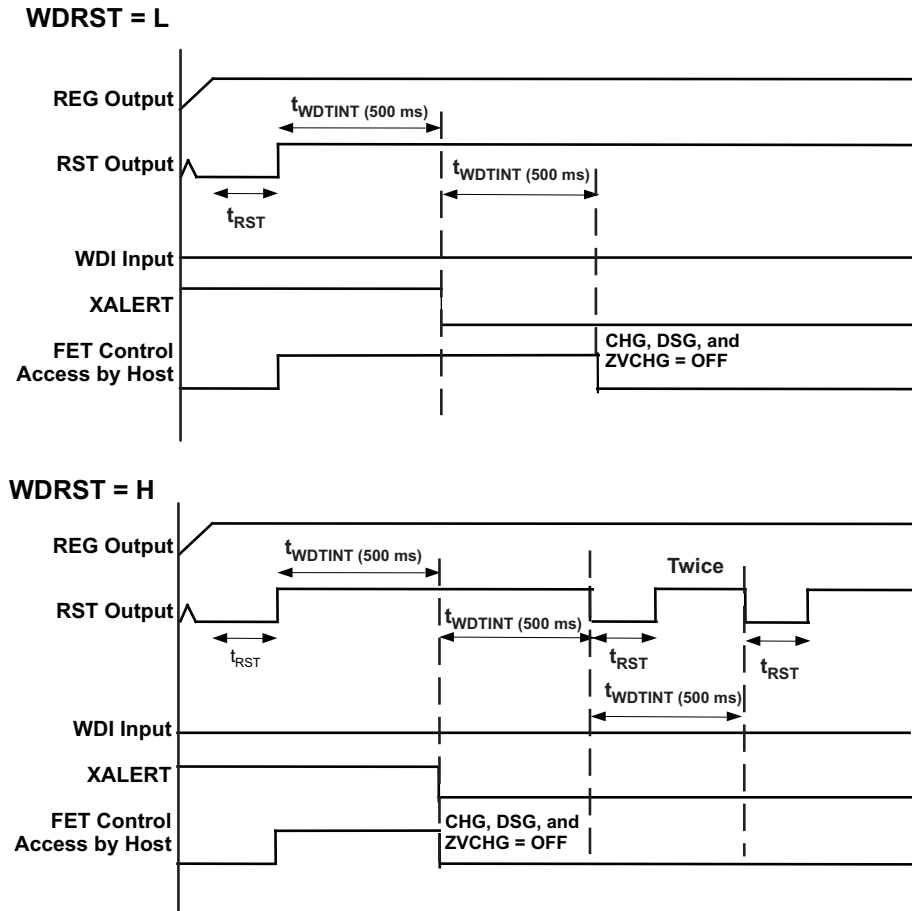 WDRST = L
REG Output
tWDTINT (500 ms)
RST Output
tWDTINT (500 ms)
tRST
WDI Input
XALERT
FET Control
Access by Host
CHG, DSG, and
ZVCHG = OFF
WDRST = H
REG Output
tWDTINT (500 ms)
Twice
RST Output
tWDTINT (500 ms)
tRST
tRST
tRST
tWDTINT (500 ms)
WDI Input
XALERT
FET Control
Access by Host
CHG, DSG, and
ZVCHG = OFF